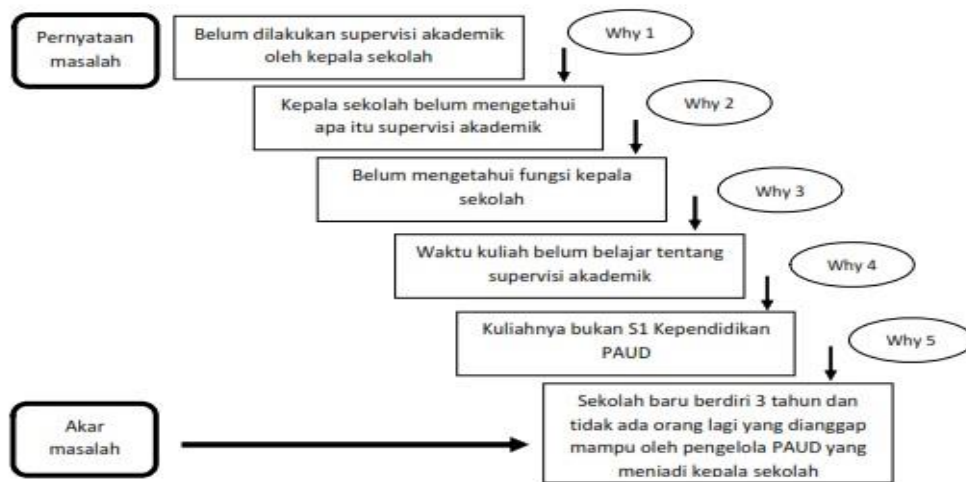 Pernyataan
masalah
Belum dilakukan supervisi akademik
oleh kepala sekolah
Why 1
Kepala sekolah belum mengetahui
apa itu supervisi akademik
Why 2
Belum mengetahui fungsi kepala
sekolah
Why 3
Waktu kuliah belum belajar tentang
supervisi akademik
Why 4
Kuliahnya bukan S1 Kependidikan
PAUD
Why 5
Akar
masalah
Sekolah baru berdiri 3 tahun dan
tidak ada orang lagi yang dianggap
mampu oleh pengelola PAUD yang
menjadi kepala sekolah